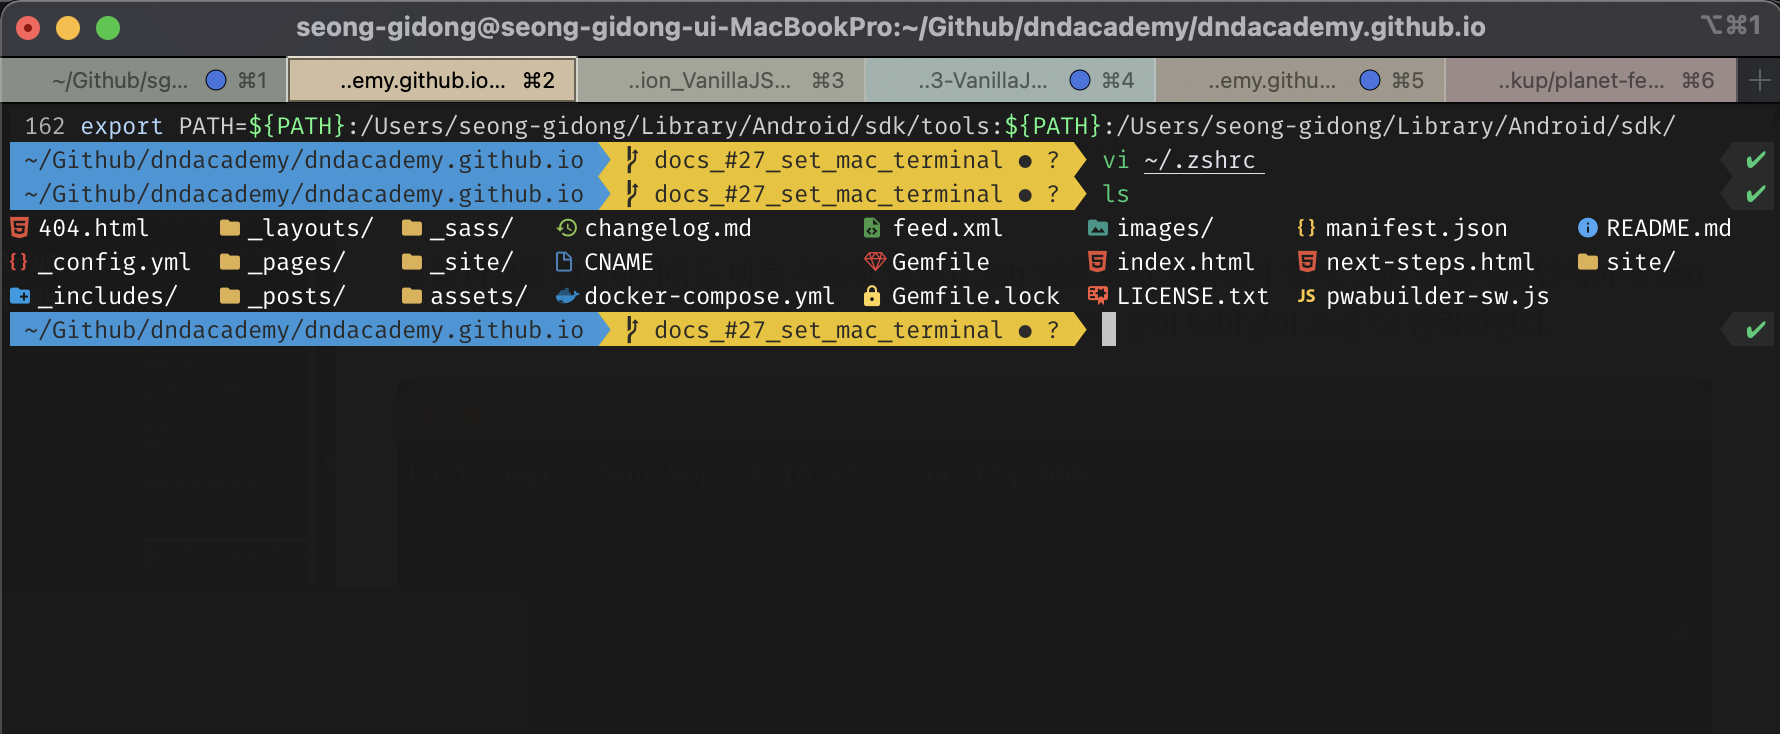 seong-gidong@seong-gidong-ui-MacBookPro:~/Github/dndacademy/dndacademy.github.io ⌥⌘1
~/Github/sg... ⌘1 ..emy.github.io... ⌘2 ..ion_VanillaJS... ⌘3 ..3-VanillaJ... ⌘4 ..emy.githu... ⌘5 ..kup/planet-fe... ⌘6
162 export PATH=${PATH}:/Users/seong-gidong/Library/Android/sdk/tools:${PATH}:/Users/seong-gidong/Library/Android/sdk/
~/Github/dndacademy/dndacademy.github.io docs_#27_set_mac_terminal ● ? vi ~/.zshrc ✔
~/Github/dndacademy/dndacademy.github.io docs_#27_set_mac_terminal ● ? ls ✔
404.html _layouts/ _sass/ changelog.md feed.xml images/ {} manifest.json README.md
{} _config.yml _pages/ _site/ CNAME Gemfile index.html next-steps.html site/
_includes/ _posts/ assets/ docker-compose.yml Gemfile.lock LICENSE.txt JS pwabuilder-sw.js
~/Github/dndacademy/dndacademy.github.io docs_#27_set_mac_terminal ● ? ✔
Last login: Sun Sep